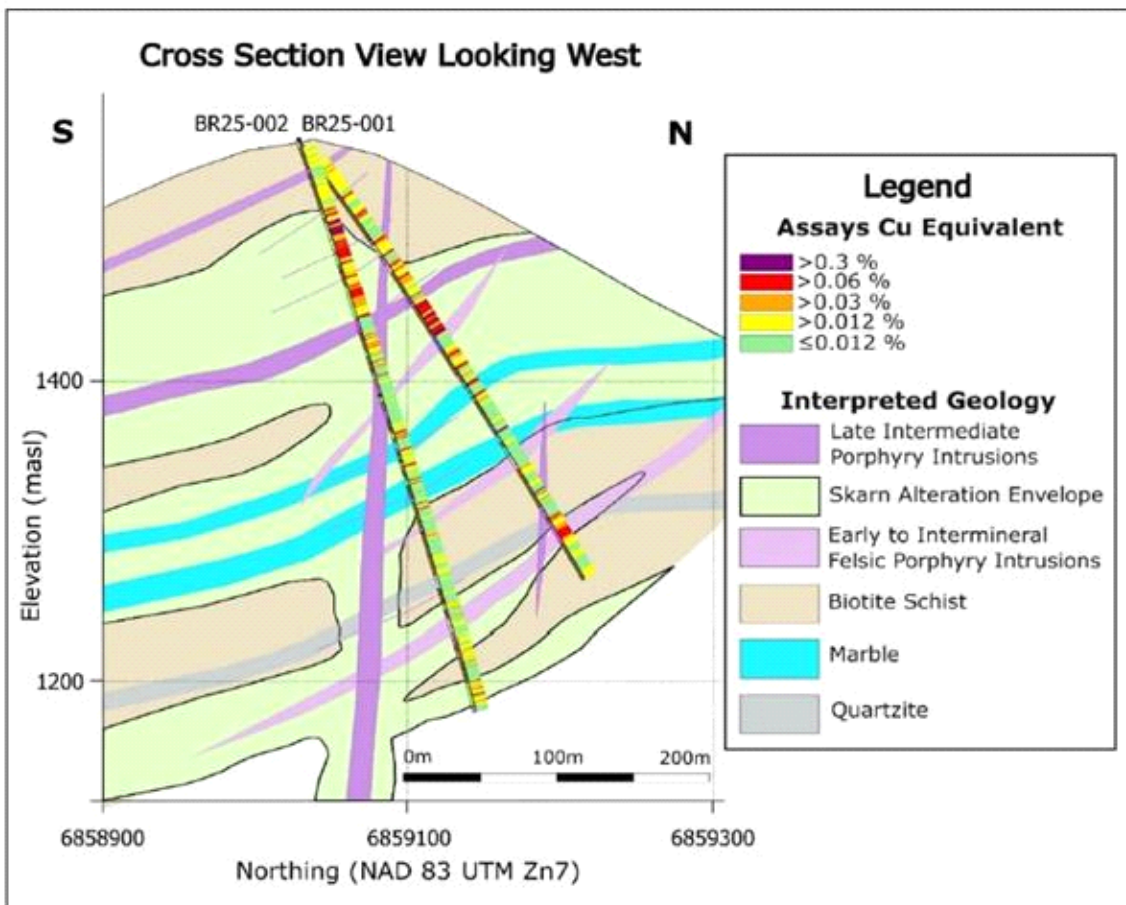 Cross Section View Looking West
S
BR25-002 BR25-001
N
Legend
Assays Cu Equivalent
>0.3 %
>0.06 %
>0.03 %
>0.012 %
≤0.012 %
Interpreted Geology
Late Intermediate
Porphyry Intrusions
Skarn Alteration Envelope
Early to Intermineral
Felsic Porphyry Intrusions
Biotite Schist
Marble
Quartzite
Elevation (masl)
1400
1200
0m 100m 200m
6858900 6859100 6859300
Northing (NAD 83 UTM Zn7)